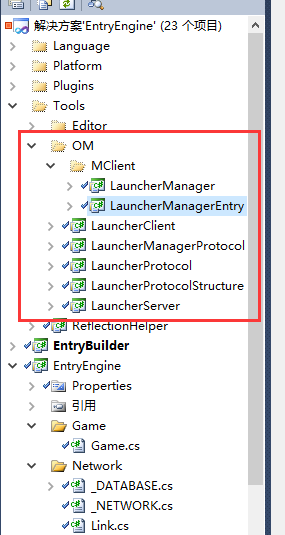 解决方案'EntryEngine' (23 个项目)
Language
Platform
Plugins
Tools
Editor
OM
MClient
LauncherManager
LauncherManagerEntry
LauncherClient
LauncherManagerProtocol
LauncherProtocol
LauncherProtocolStructure
LauncherServer
ReflectionHelper
EntryBuilder
EntryEngine
Properties
引用
Game
Game.cs
Network
_DATABASE.cs
_NETWORK.cs
Link.cs